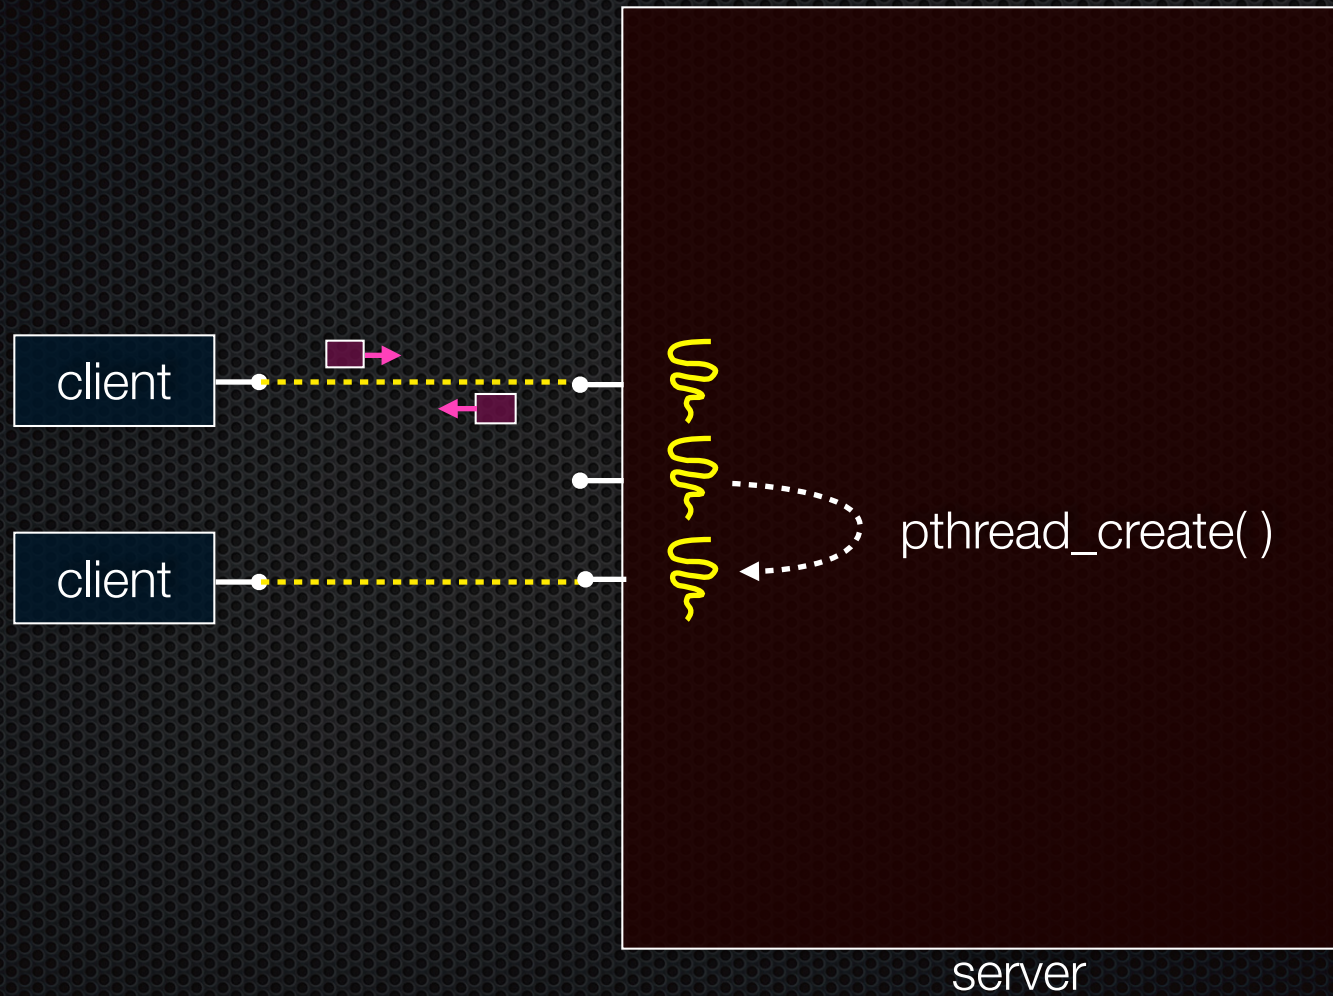 client
client
pthread_create( )
server